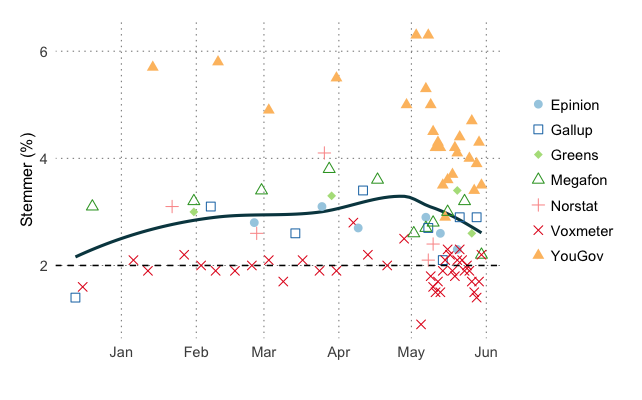 Stemmer (%)
6
4
2
Jan Feb Mar Apr May Jun
Epinion
Gallup
Greens
Megafon
Norstat
Voxmeter
YouGov